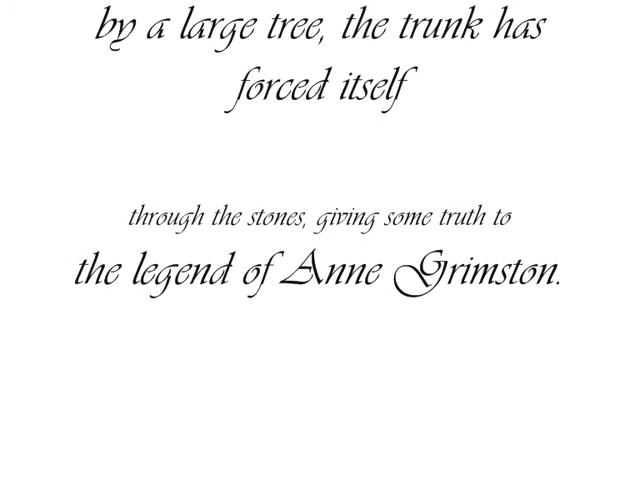 by a large tree, the trunk has
forced itself
through the stones, giving some truth to
the legend of Anne Grimston.